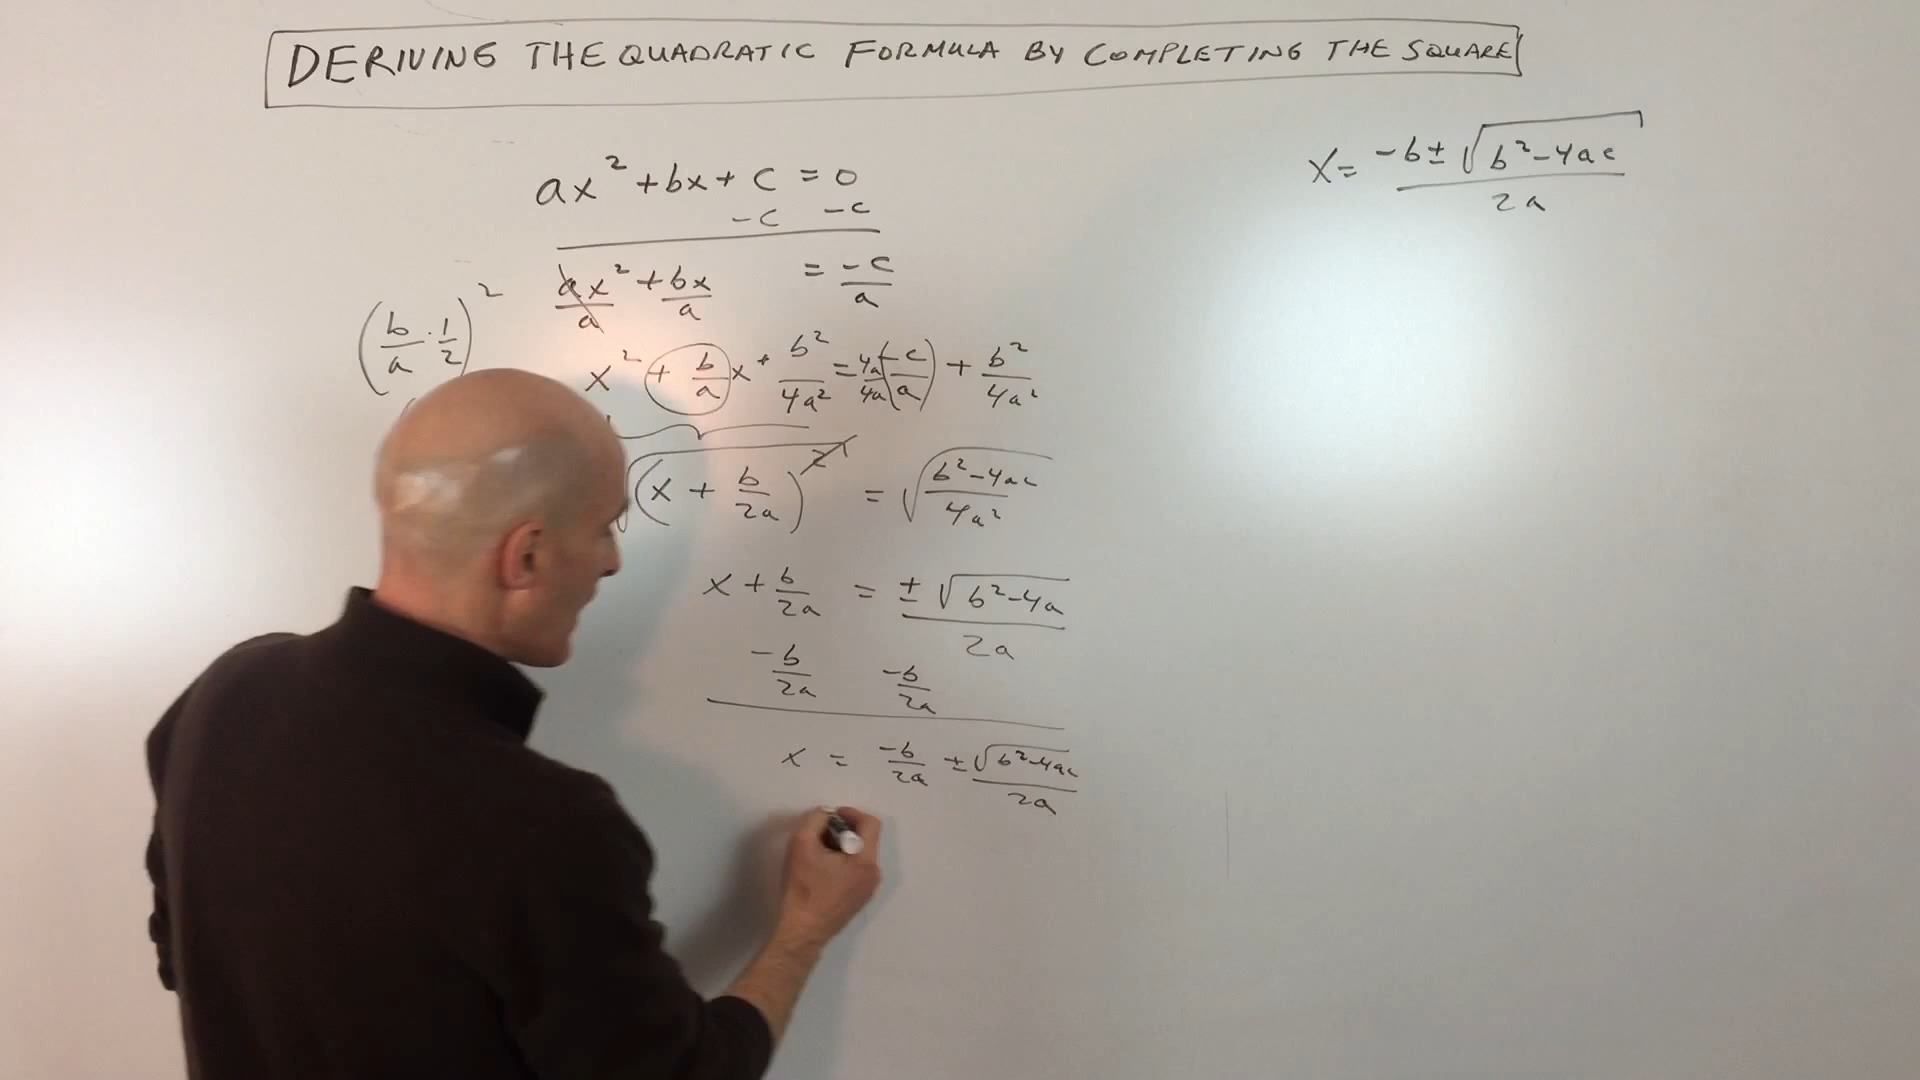 DERIVING THE QUADRATIC FORMULA BY COMPLETING THE SQUARE
x = (-b ± √(b² - 4ac)) / 2a
ax² + bx + c = 0
-c -c
ax²/a + bx/a = -c/a
(b/a · 1/2)²
x² + b/a x + b²/4a² = 4a/4a (-c/a) + b²/4a²
√(x + b/2a)² = √((b² - 4ac)/4a²)
x + b/2a = ± √(b² - 4a) / 2a
-b/2a -b/2a
x = -b/2a ± √(b² - 4ac) / 2a